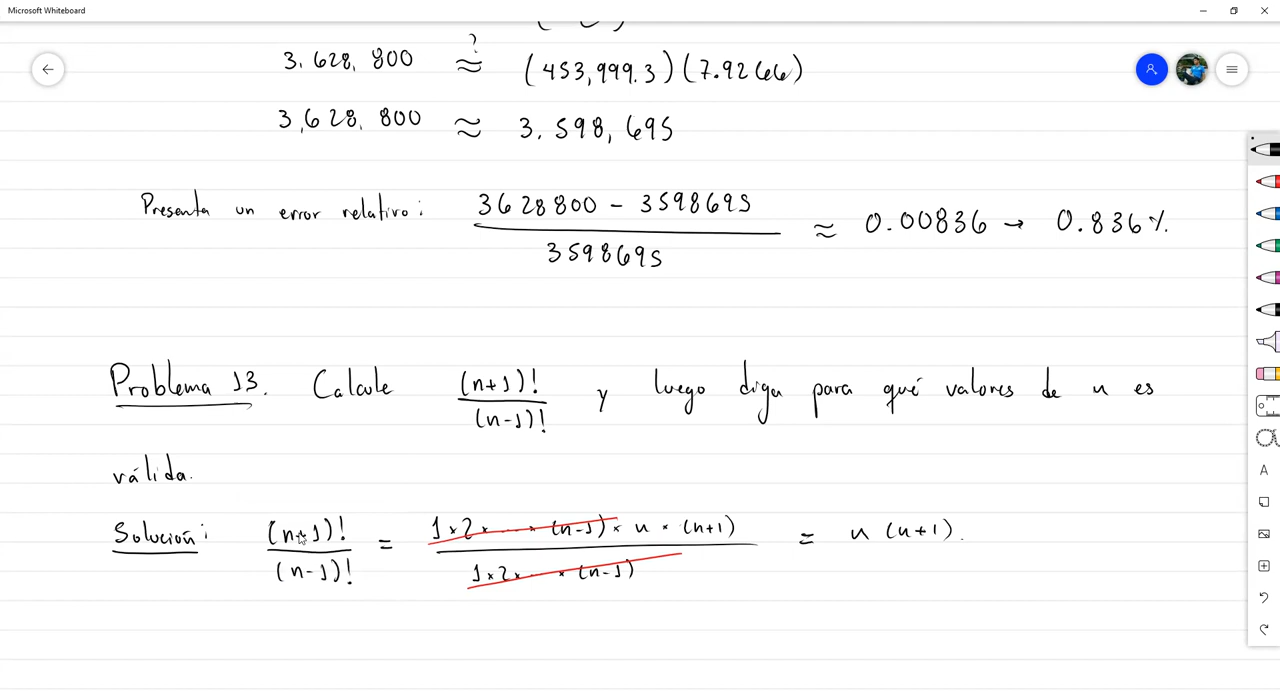 Microsoft Whiteboard
3.628,800 ≈? (453,999.3)(7.9266)
3,628,800 ≈ 3.598,695
Presenta un error relativo: (3628800 - 3598695)/3598695 ≈ 0.00836 → 0.836%
Problema 13. Calcule (n+1)!/(n-1)! y luego diga para qué valores de n es
válida.
Solución: (n+1)!/(n-1)! = (1×2×...×(n-1)×n×(n+1))/(1×2×...×(n-1)) = n(n+1).
A